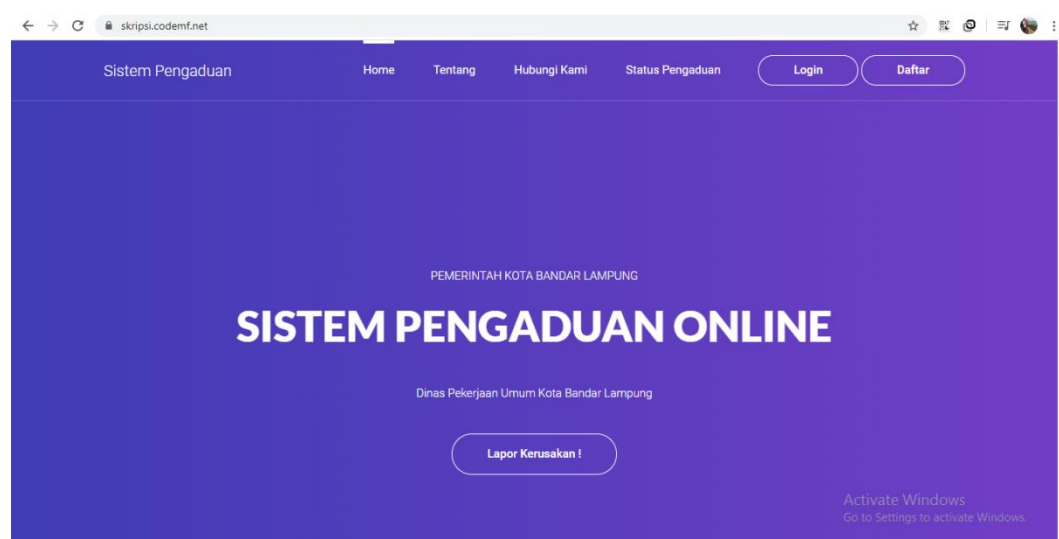 skripsi.codemf.net
Sistem Pengaduan Home Tentang Hubungi Kami Status Pengaduan Login Daftar
PEMERINTAH KOTA BANDAR LAMPUNG
SISTEM PENGADUAN ONLINE
Dinas Pekerjaan Umum Kota Bandar Lampung
Lapor Kerusakan !
Activate Windows
Go to Settings to activate Windows.